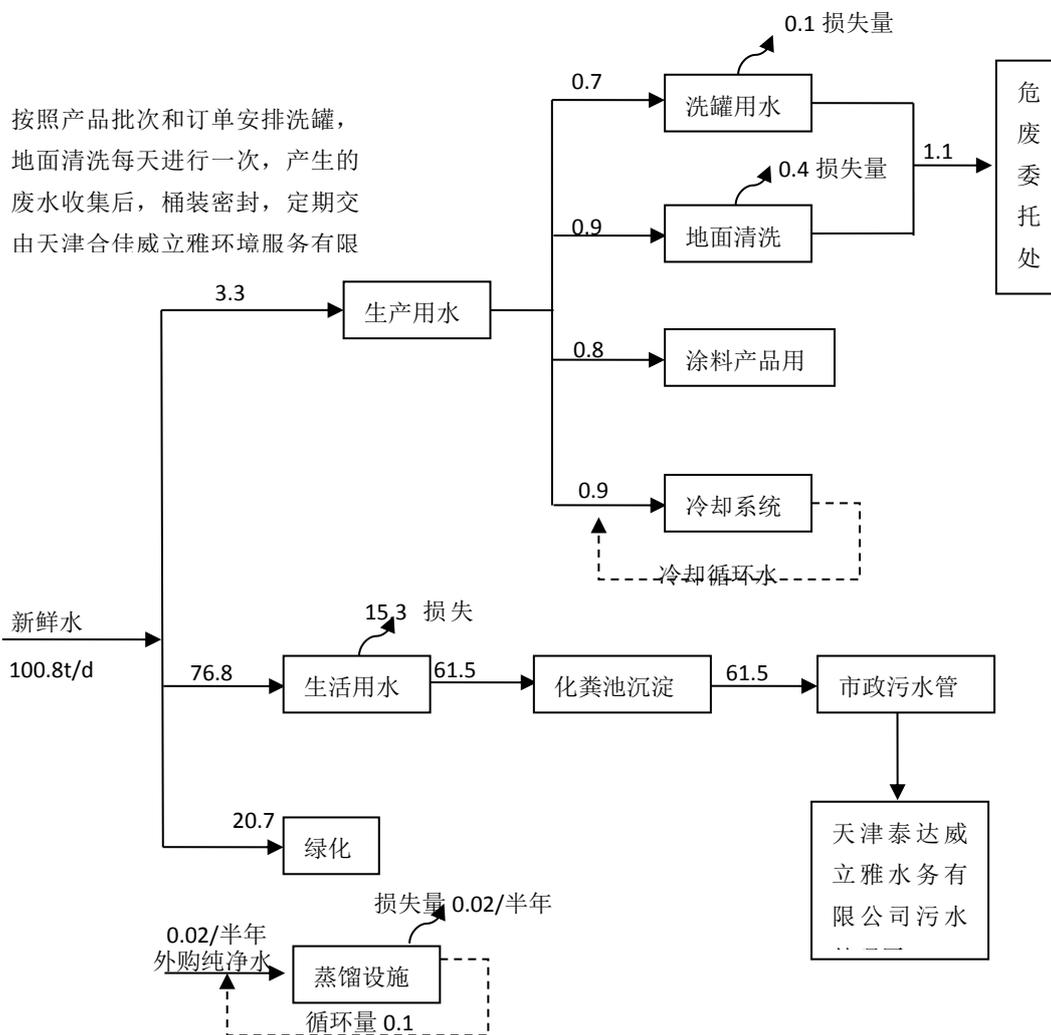 0.1 损失量
0.7
洗罐用水
危
废
委
托
处
按照产品批次和订单安排洗罐，
地面清洗每天进行一次，产生的
废水收集后，桶装密封，定期交
由天津合佳威立雅环境服务有限
1.1
0.4 损失量
0.9
地面清洗
3.3
生产用水
0.8
涂料产品用
0.9
冷却系统
冷却循环水
新鲜水
100.8t/d
15.3 损失
76.8
生活用水
61.5
化粪池沉淀
61.5
市政污水管
20.7
绿化
天津泰达威
立雅水务有
限公司污水
损失量 0.02/半年
0.02/半年
外购纯净水
蒸馏设施
循环量 0.1